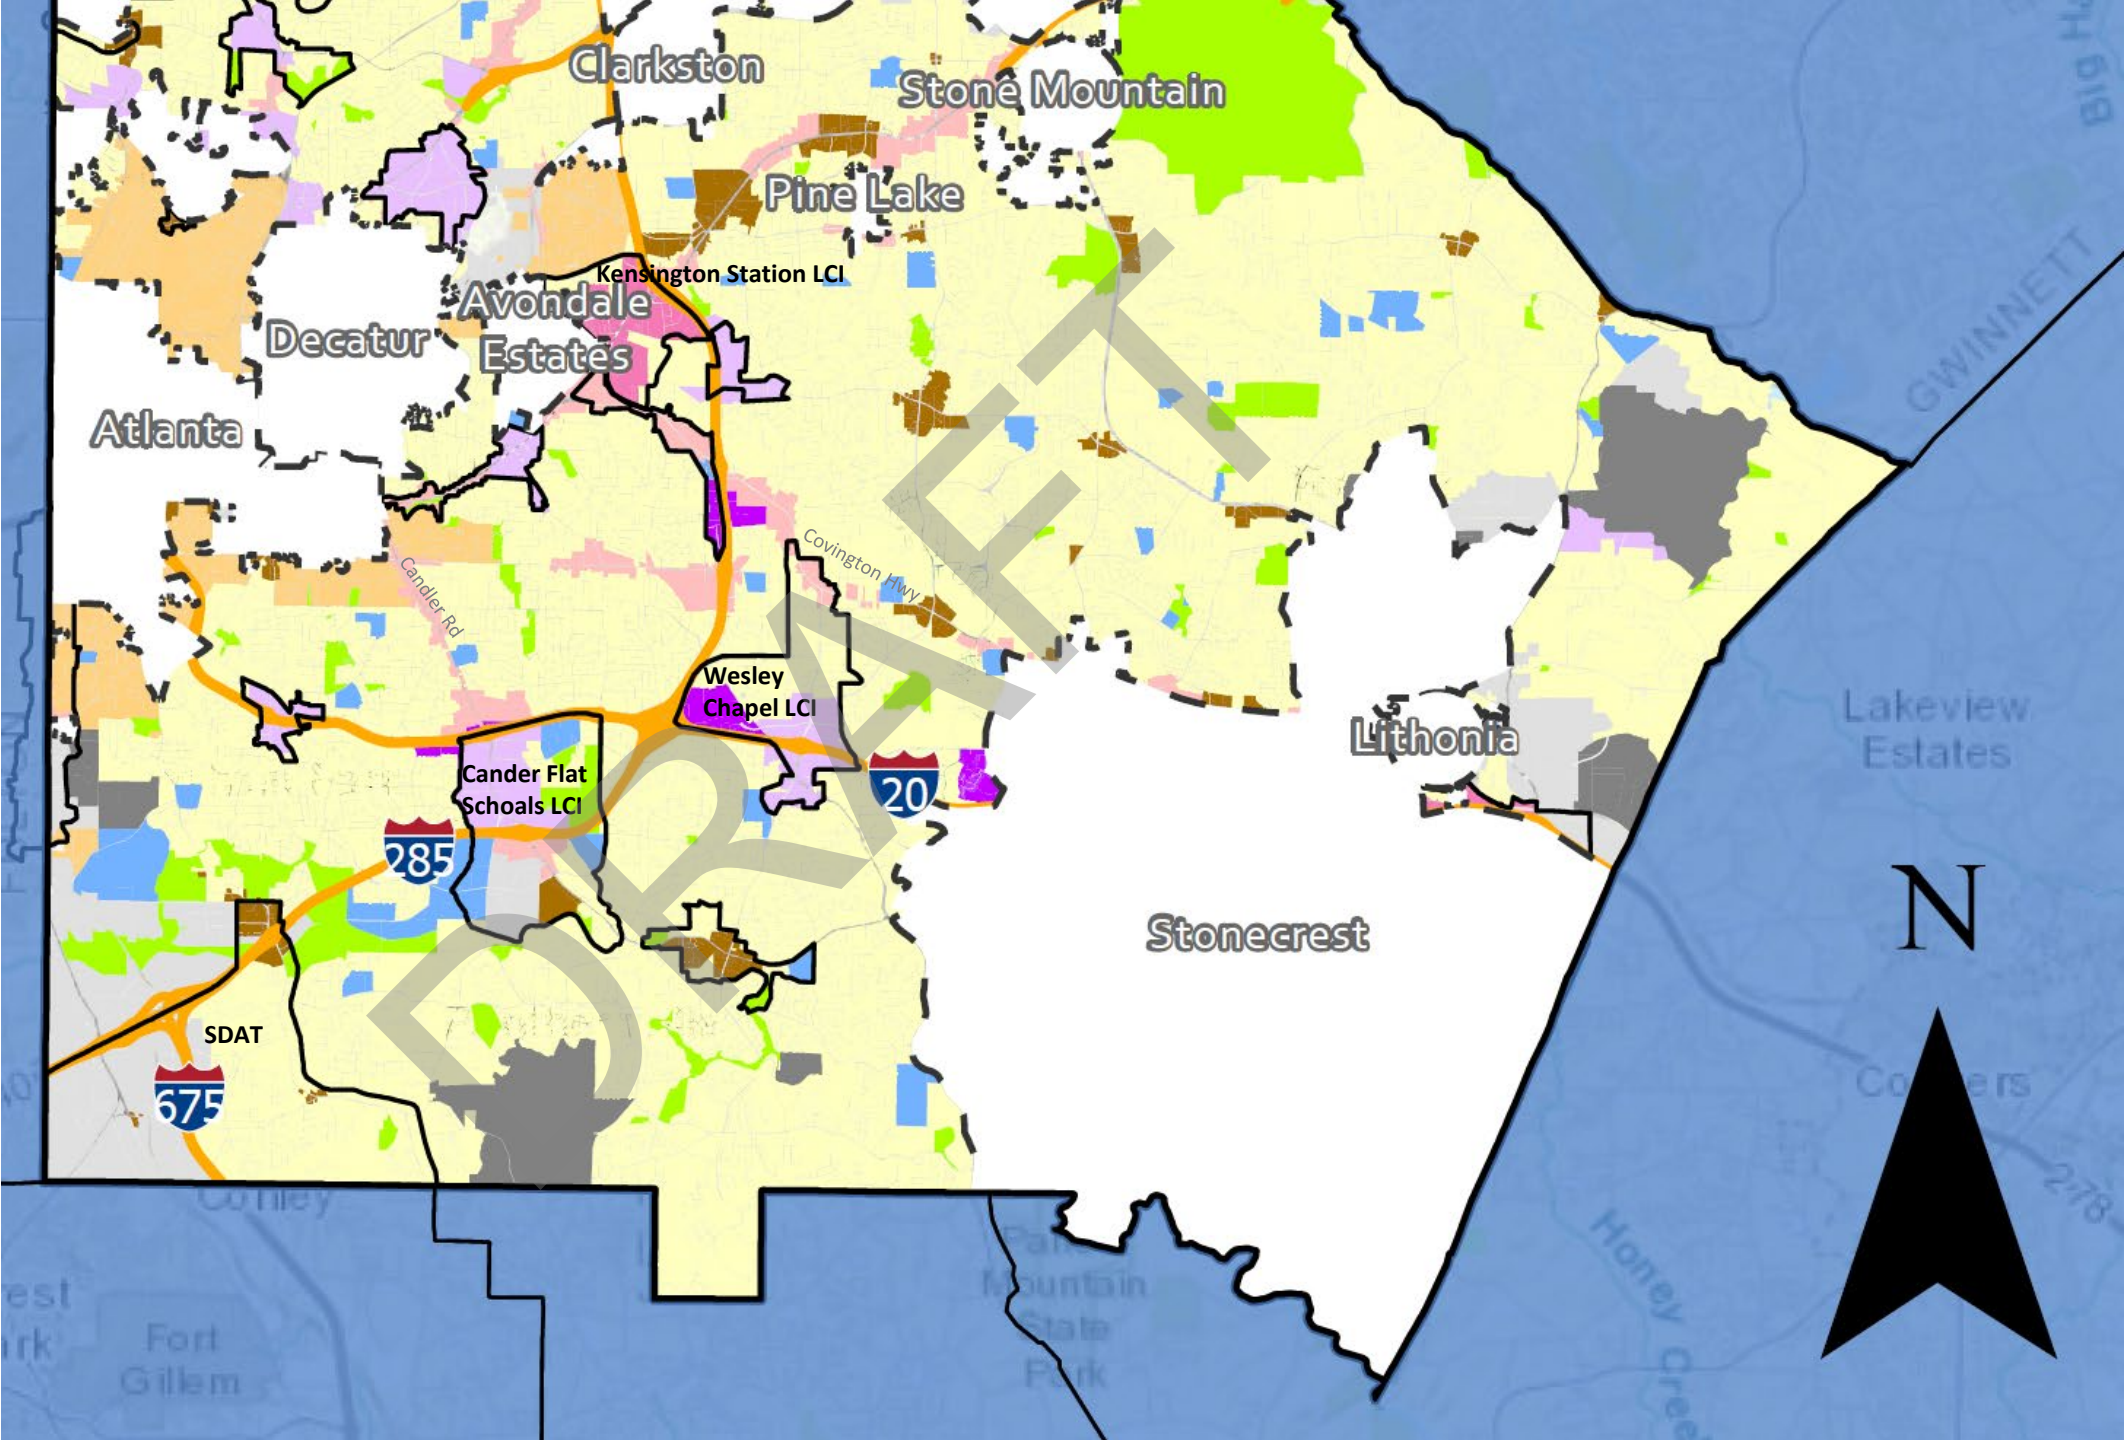 Clarkston
Stone Mountain
Pine Lake
Kensington Station LCI
Avondale
Estates
Decatur
Atlanta
GWINNETT
Covington Hwy
Candler Rd
Wesley
Chapel LCI
Lithonia
Lakeview
Estates
Cander Flat
Schoals LCI
20
285
Stonecrest
N
SDAT
675
DRAFT
Conley
278
Mountain
State
Park
Honey Creek
Fort
Gillem